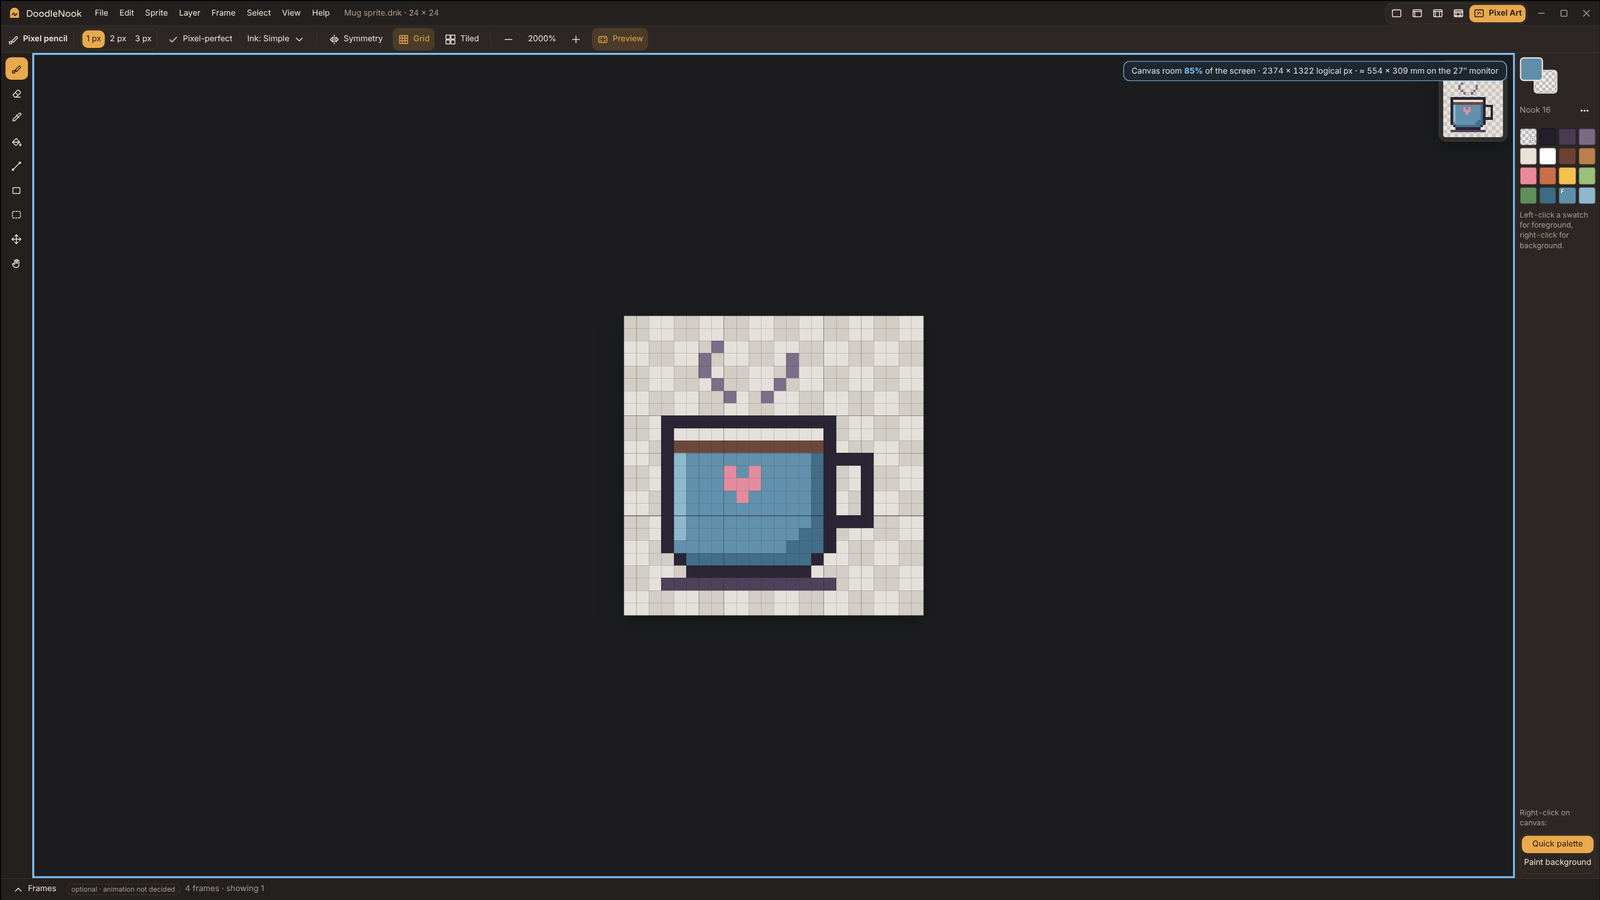 DoodleNook File Edit Sprite Layer Frame Select View Help Mug sprite.dnk · 24 × 24 Pixel Art
Pixel pencil 1 px 2 px 3 px Pixel-perfect Ink: Simple Symmetry Grid Tiled 2000% Preview
Canvas room 85% of the screen · 2374 × 1322 logical px · ≈ 554 × 309 mm on the 27″ monitor
Nook 16
F
Left-click a swatch
for foreground,
right-click for
background.
Right-click on
canvas:
Quick palette
Paint background
Frames optional · animation not decided 4 frames · showing 1